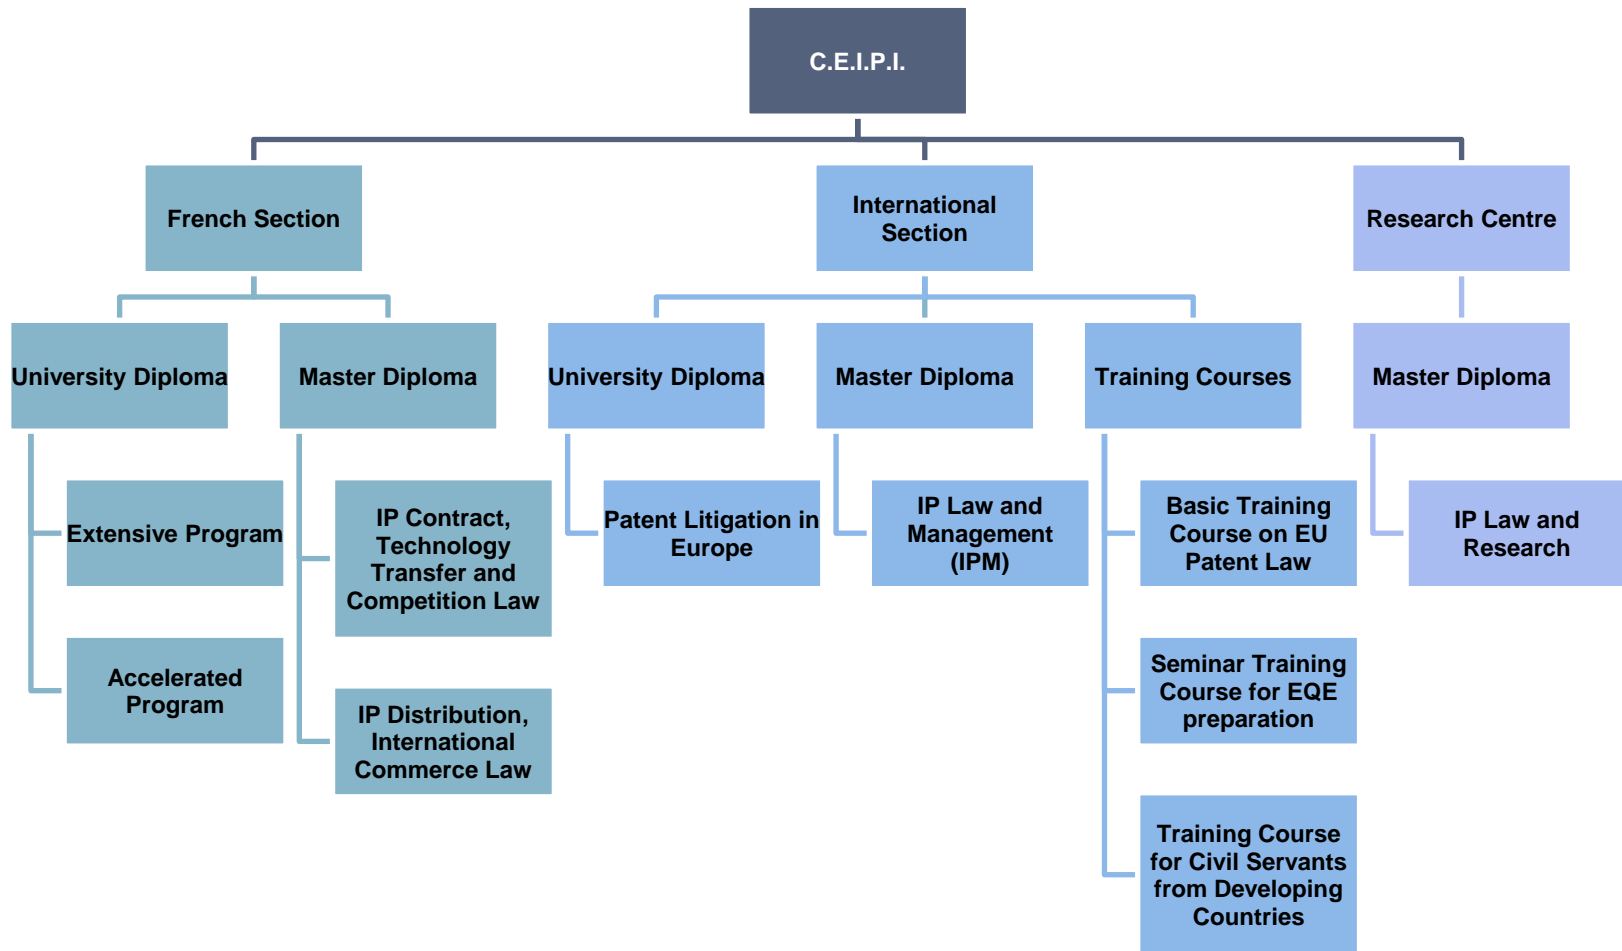 C.E.I.P.I.
French Section
International
Section
Research Centre
University Diploma
Master Diploma
University Diploma
Master Diploma
Training Courses
Master Diploma
Extensive Program
IP Contract,
Technology
Transfer and
Competition Law
Patent Litigation in
Europe
IP Law and
Management
(IPM)
Basic Training
Course on EU
Patent Law
IP Law and
Research
Accelerated
Program
IP Distribution,
International
Commerce Law
Seminar Training
Course for EQE
preparation
Training Course
for Civil Servants
from Developing
Countries